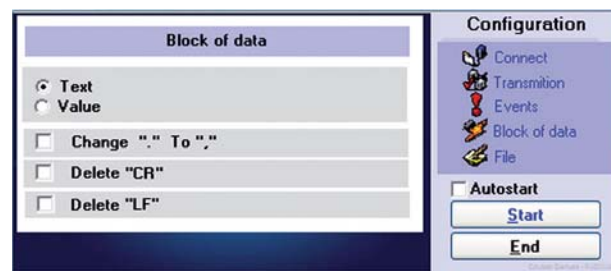 Block of data
Text
Value
Change "." To ","
Delete "CR"
Delete "LF"
Configuration
Connect
Transmition
Events
Block of data
File
Autostart
Start
End